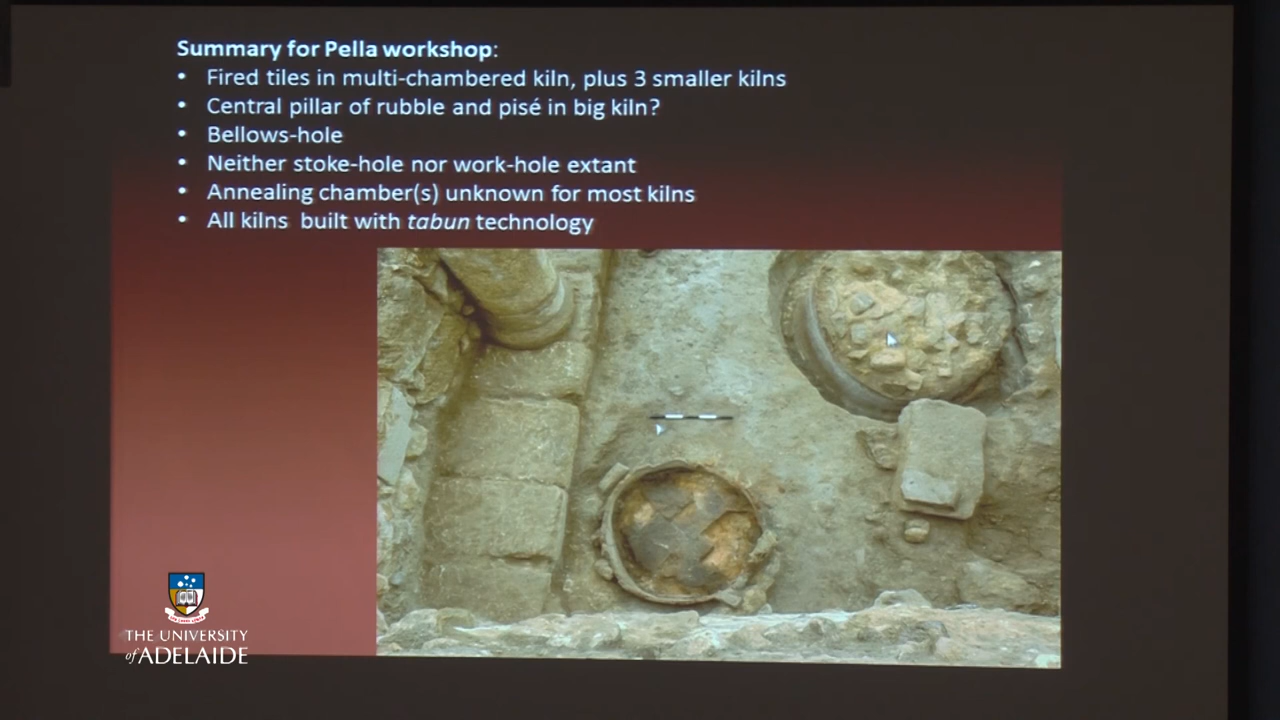 Summary for Pella workshop:
• Fired tiles in multi-chambered kiln, plus 3 smaller kilns
• Central pillar of rubble and pisé in big kiln?
• Bellows-hole
• Neither stoke-hole nor work-hole extant
• Annealing chamber(s) unknown for most kilns
• All kilns built with tabun technology
THE UNIVERSITY
of ADELAIDE